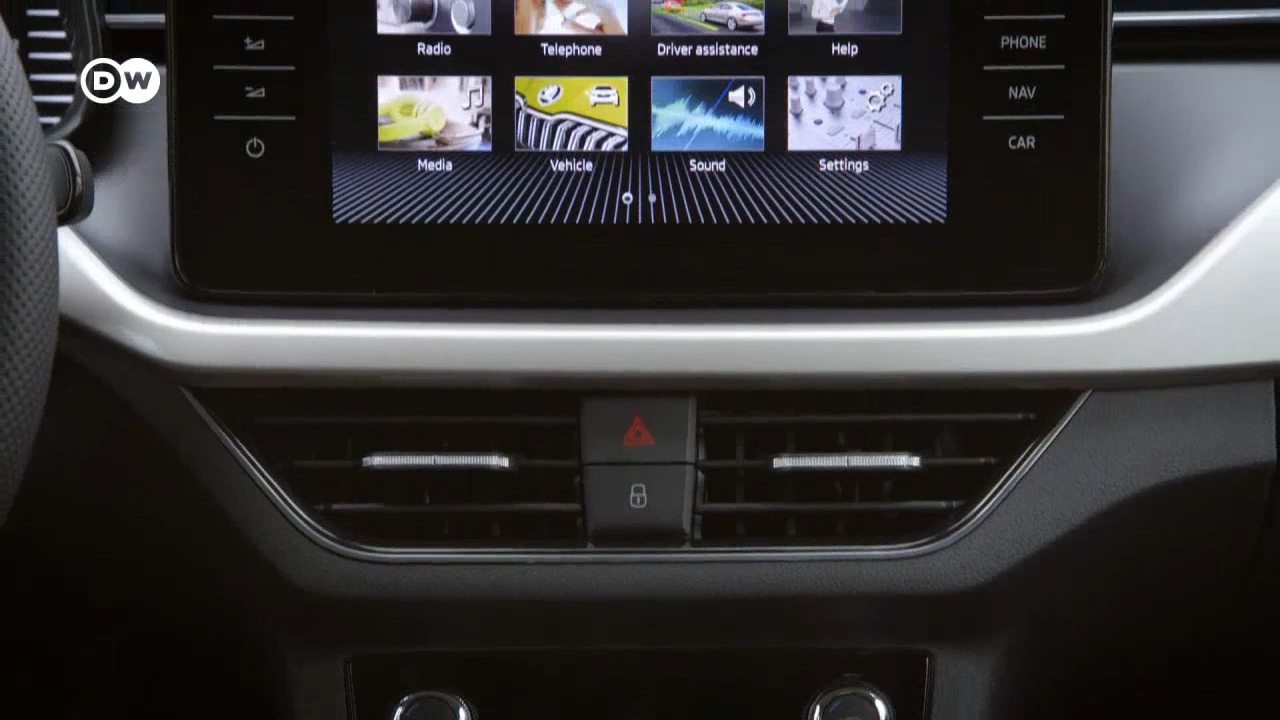 DW
Radio
Telephone
Driver assistance
Help
PHONE
NAV
CAR
Media
Vehicle
Sound
Settings